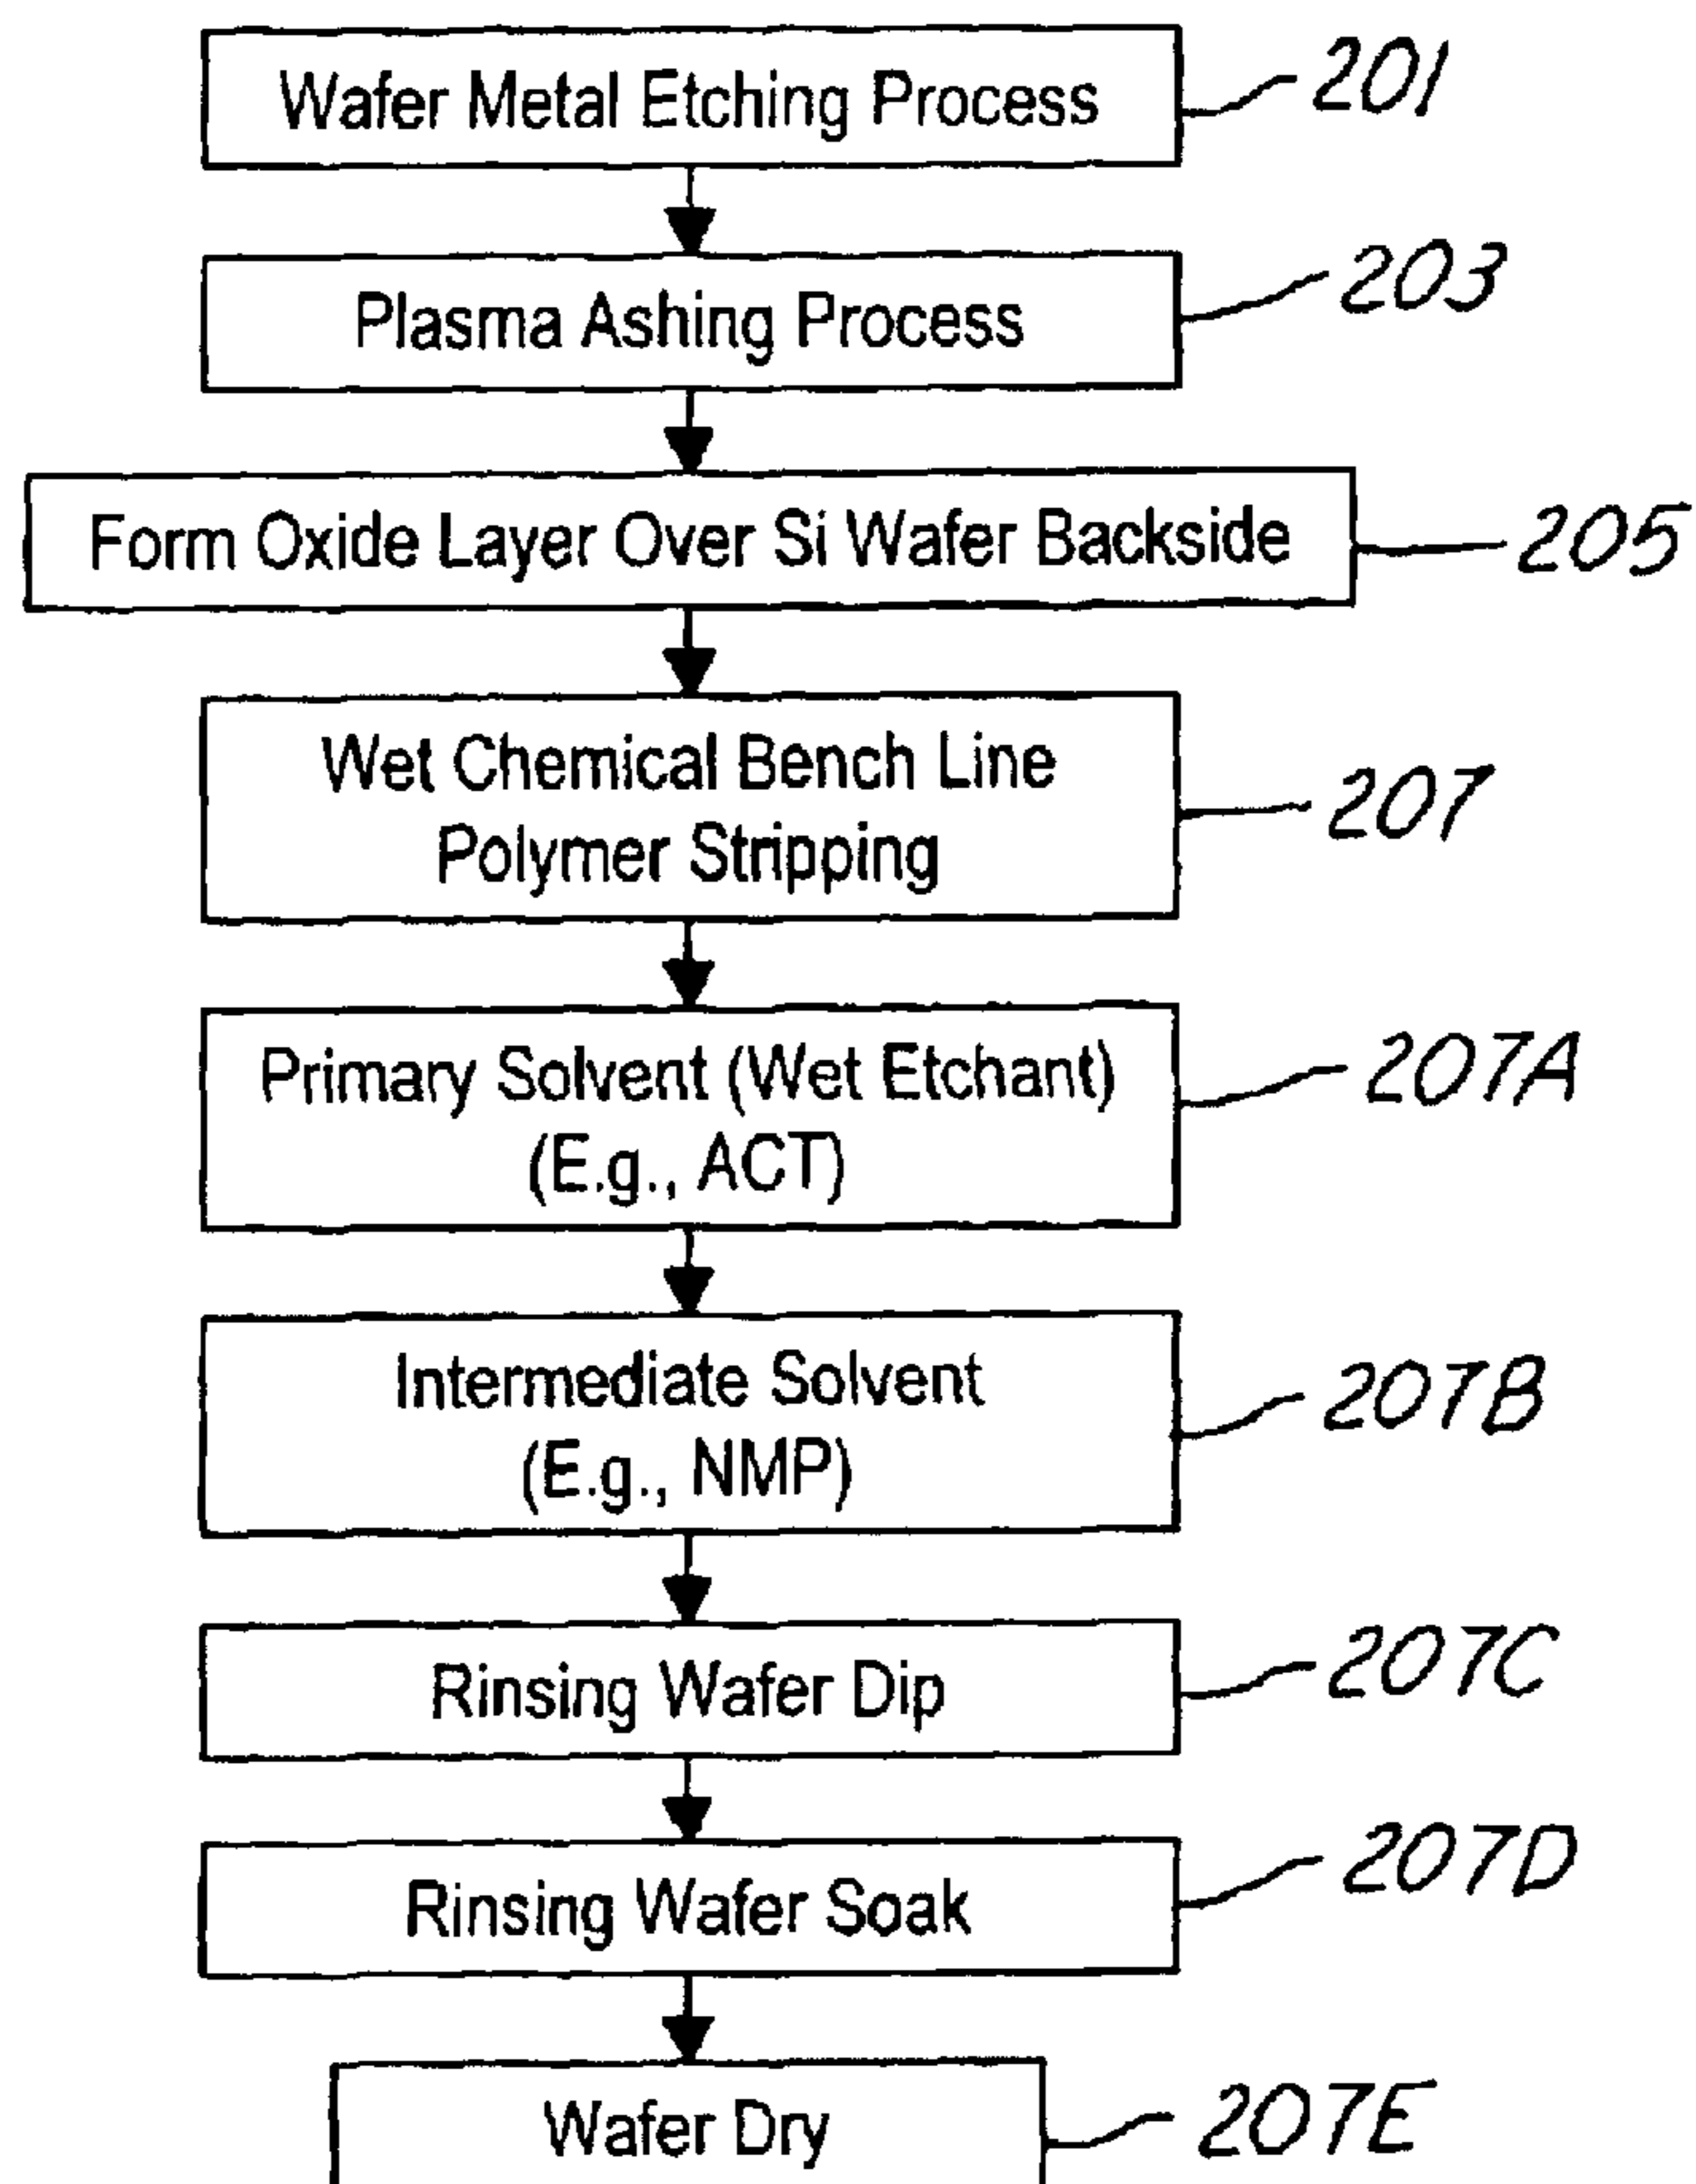 Wafer Metal Etching Process
201
Plasma Ashing Process
203
Form Oxide Layer Over Si Wafer Backside
205
Wet Chemical Bench Line
Polymer Stripping
207
Primary Solvent (Wet Etchant)
(E.g., ACT)
207A
Intermediate Solvent
(E.g., NMP)
207B
Rinsing Wafer Dip
207C
Rinsing Wafer Soak
207D
Wafer Dry
207E